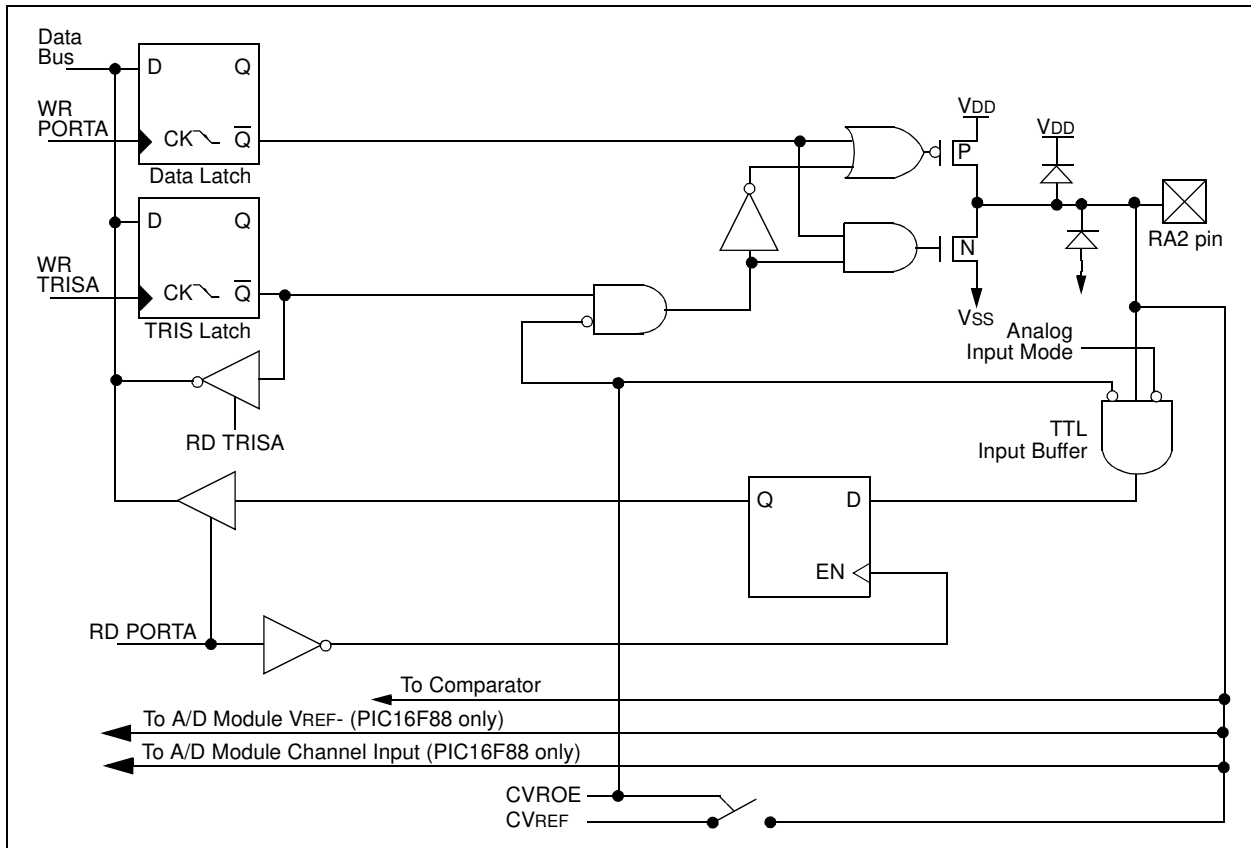 Data
Bus
D
Q
WR
PORTA
CK
Q
Data Latch
D
Q
WR
TRISA
CK
Q
TRIS Latch
RD TRISA
VDD
P
VDD
N
VSS
RA2 pin
Analog
Input Mode
TTL
Input Buffer
Q
D
EN
RD PORTA
To Comparator
To A/D Module VREF- (PIC16F88 only)
To A/D Module Channel Input (PIC16F88 only)
CVROE
CVREF